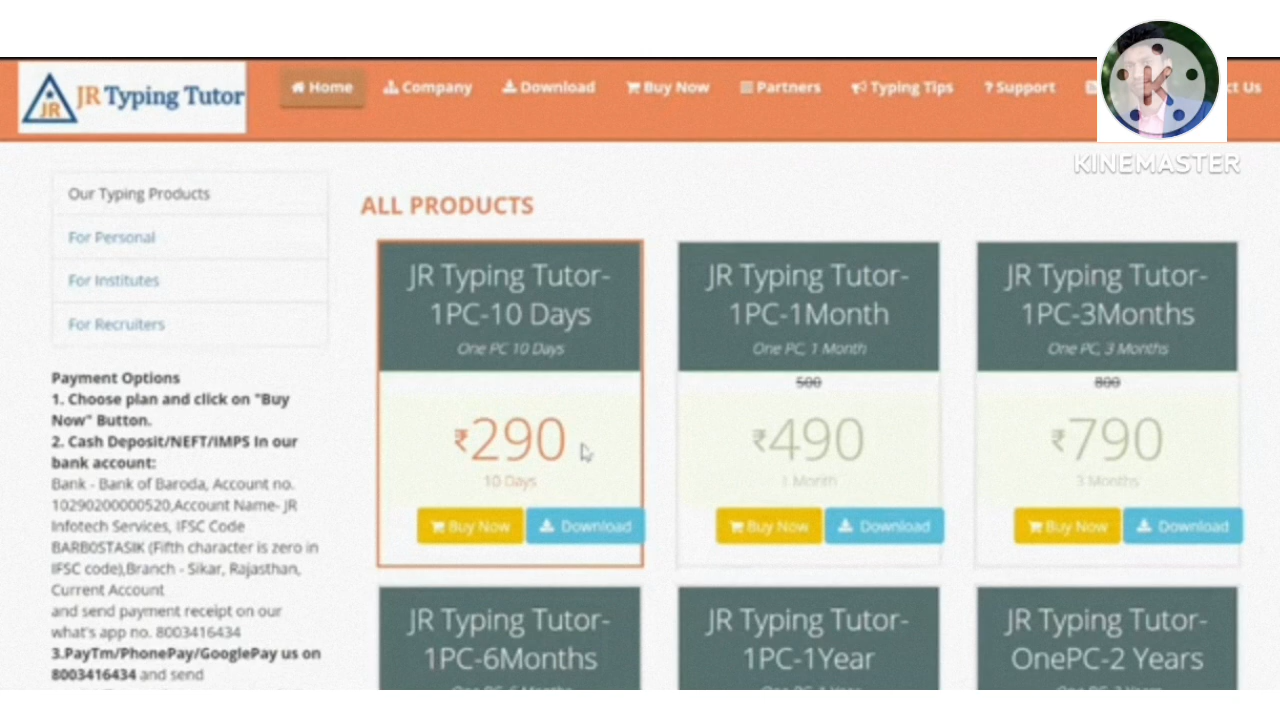 JR Typing Tutor
Home Company Download Buy Now Partners Typing Tips ? Support ct Us
KINEMASTER
Our Typing Products
For Personal
For Institutes
For Recruiters
Payment Options
1. Choose plan and click on "Buy
Now" Button.
2. Cash Deposit/NEFT/IMPS In our
bank account:
Bank - Bank of Baroda, Account no.
10290200000520,Account Name- JR
Infotech Services, IFSC Code
BARB0STASIK (Fifth character is zero in
IFSC code),Branch - Sikar, Rajasthan,
Current Account
and send payment receipt on our
what's app no. 8003416434
3.PayTm/PhonePay/GooglePay us on
8003416434 and send
ALL PRODUCTS
JR Typing Tutor-
1PC-10 Days
One PC 10 Days
₹290
10 Days
Buy Now Download
JR Typing Tutor-
1PC-1Month
One PC, 1 Month
500
₹490
1 Month
Buy Now Download
JR Typing Tutor-
1PC-3Months
One PC, 3 Months
800
₹790
3 Months
Buy Now Download
JR Typing Tutor-
1PC-6Months
JR Typing Tutor-
1PC-1Year
JR Typing Tutor-
OnePC-2 Years